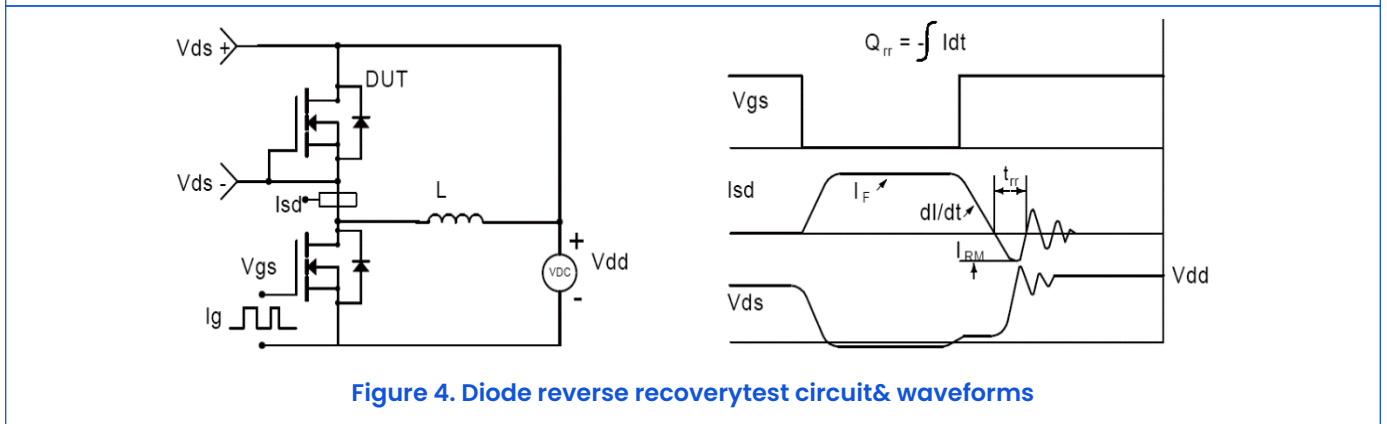 Vds +
DUT
Vds -
Isd
L
Vgs
Ig
+
VDC
-
Vdd
Q rr = -∫ Idt
Vgs
Isd
I F
dI/dt
t rr
I RM
Vds
Vdd
Figure 4. Diode reverse recoverytest circuit& waveforms